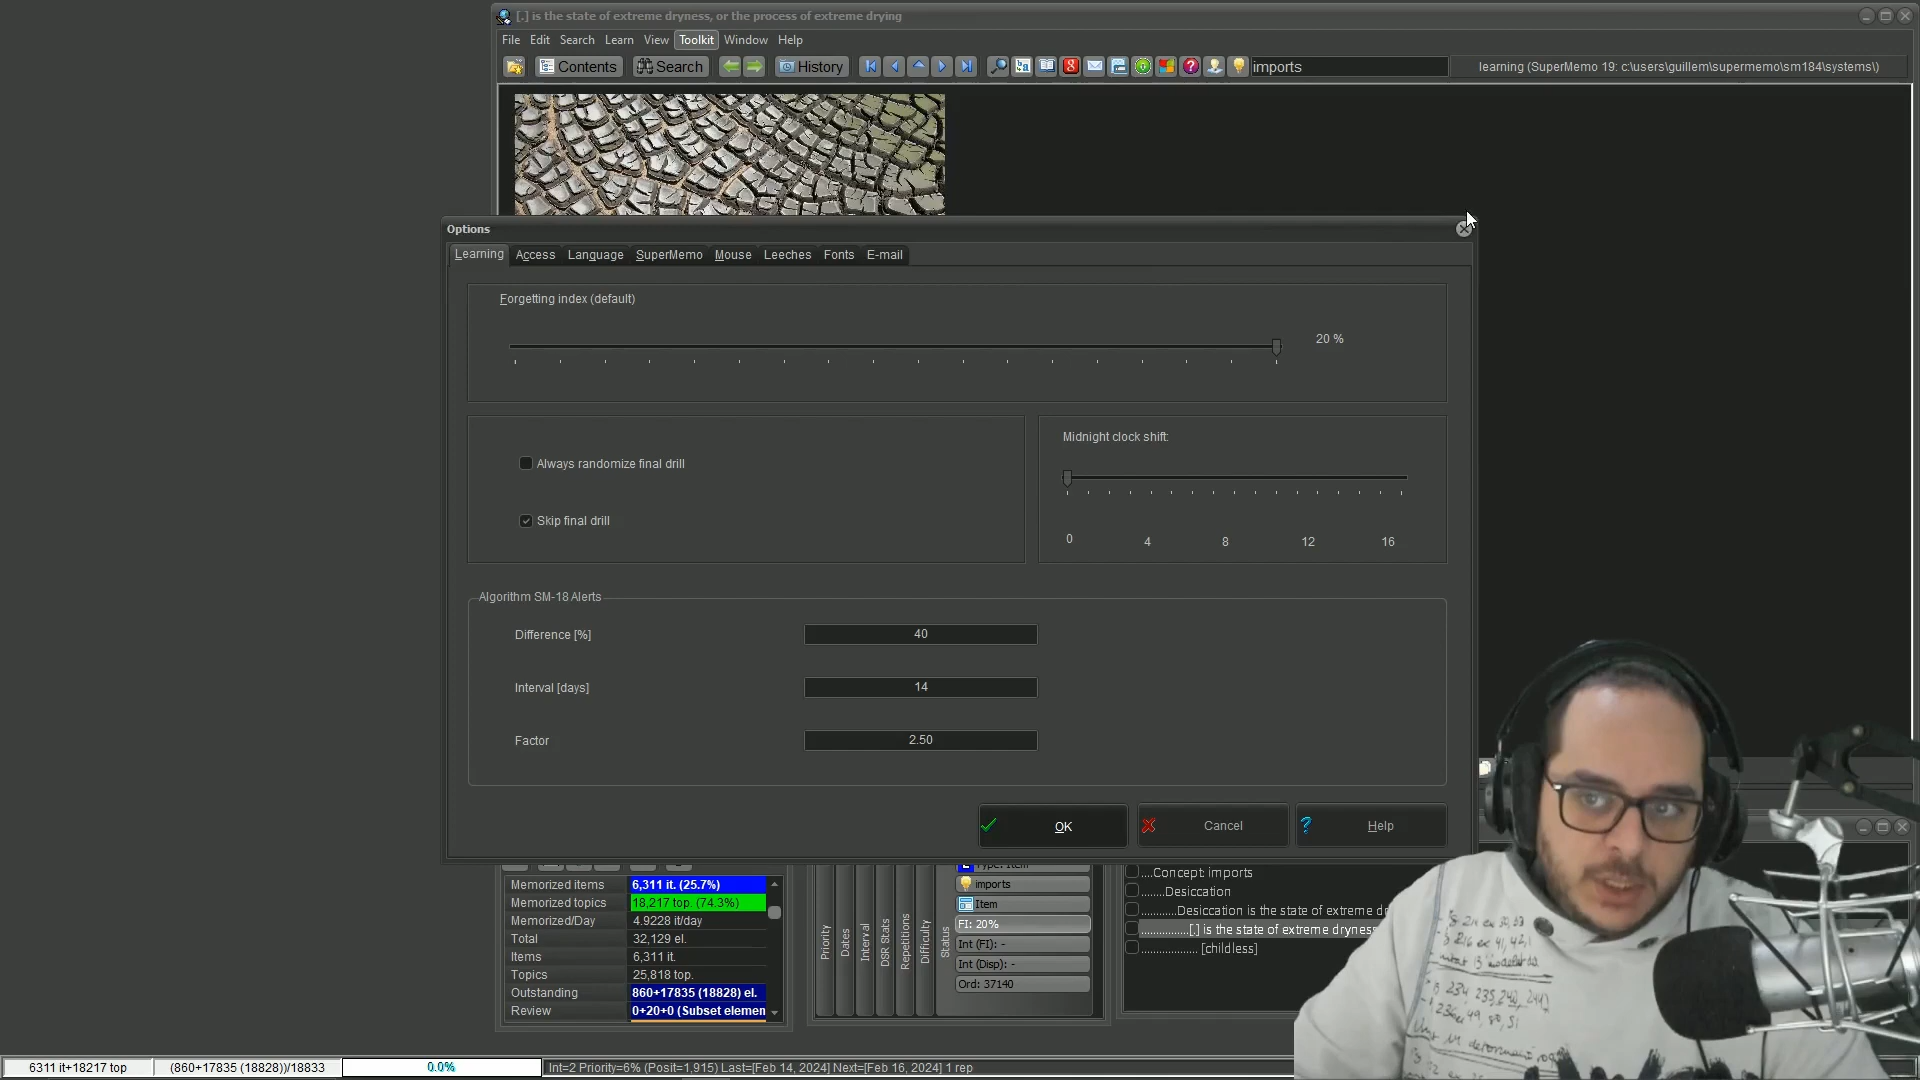 [.] is the state of extreme dryness, or the process of extreme drying
File Edit Search Learn View Toolkit Window Help
Contents Search History imports learning (SuperMemo 19: c:\users\guillem\supermemo\sm184\systems\)
Options
Learning Access Language SuperMemo Mouse Leeches Fonts E-mail
Forgetting index (default)
20 %
Midnight clock shift:
Always randomize final drill
Skip final drill
0 4 8 12 16
Algorithm SM-18 Alerts
Difference [%] 40
Interval [days] 14
Factor 2.50
OK Cancel Help
Memorized items 6,311 it. (25.7%)
Memorized topics 18,217 top. (74.3%)
Memorized/Day 4.9228 it/day
Total 32,129 el.
Items 6,311 it.
Topics 25,818 top.
Outstanding 860+17835 (18828) el.
Review 0+20+0 (Subset elemen
Priority
Dates
Interval
DSR Stats
Repetitions
Difficulty
Status
Type: Item
imports
Item
FI: 20%
Int (FI): -
Int (Disp): -
Ord: 37140
....Concept: imports
........Desiccation
............Desiccation is the state of extreme dr
................[.] is the state of extreme dryness
................... [childless]
6311 it+18217 top (860+17835 (18828))/18833 0.0% Int=2 Priority=6% (Posit=1,915) Last=[Feb 14, 2024] Next=[Feb 16, 2024] 1 rep